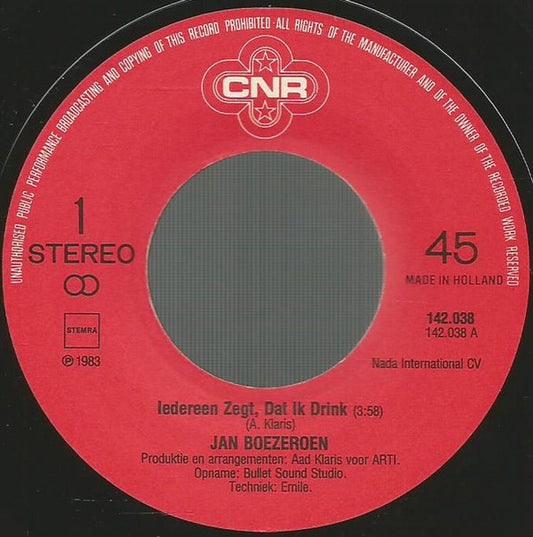 UNAUTHORISED PUBLIC PERFORMANCE BROADCASTING AND COPYING OF THIS RECORD PROHIBITED·ALL RIGHTS OF THE MANUFACTURER AND OF THE OWNER OF THE RECORDED WORK RESERVED
CNR
1
STEREO
45
MADE IN HOLLAND
STEMRA
℗ 1983
142.038
142.038 A
Nada International CV
Iedereen Zegt, Dat Ik Drink (3:58)
(A. Klaris)
JAN BOEZEROEN
Produktie en arrangementen: Aad Klaris voor ARTI.
Opname: Bullet Sound Studio.
Techniek: Emile.